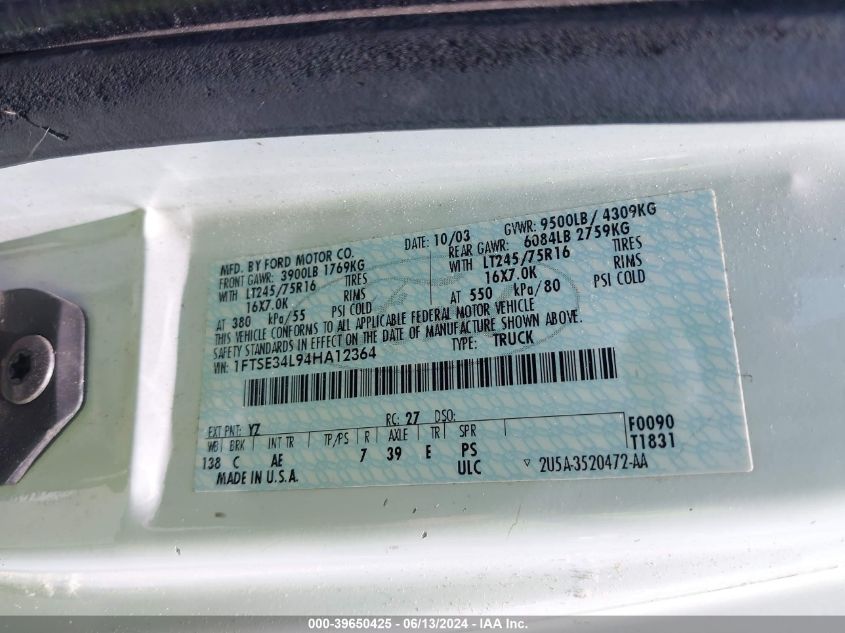 MFD. BY FORD MOTOR CO. DATE: 10/03 GVWR: 9500LB/ 4309KG
FRONT GAWR: 3900LB 1769KG REAR GAWR: 6084LB 2759KG
WITH LT245/75R16 TIRES WITH LT245/75R16 TIRES
16X7.0K RIMS 16X7.0K RIMS
AT 380 kPa/55 PSI COLD AT 550 kPa/80 PSI COLD
THIS VEHICLE CONFORMS TO ALL APPLICABLE FEDERAL MOTOR VEHICLE
SAFETY STANDARDS IN EFFECT ON THE DATE OF MANUFACTURE SHOWN ABOVE.
VIN: 1FTSE34L94HA12364 TYPE: TRUCK
EXT PNT: YZ RC: 27 DSO: F0090
WB BRK INT TR TP/PS R AXLE TR SPR T1831
138 C AE 7 39 E PS
MADE IN U.S.A. ULC ▽ 2U5A-3520472-AA
000-39650425 - 06/13/2024 - IAA Inc.